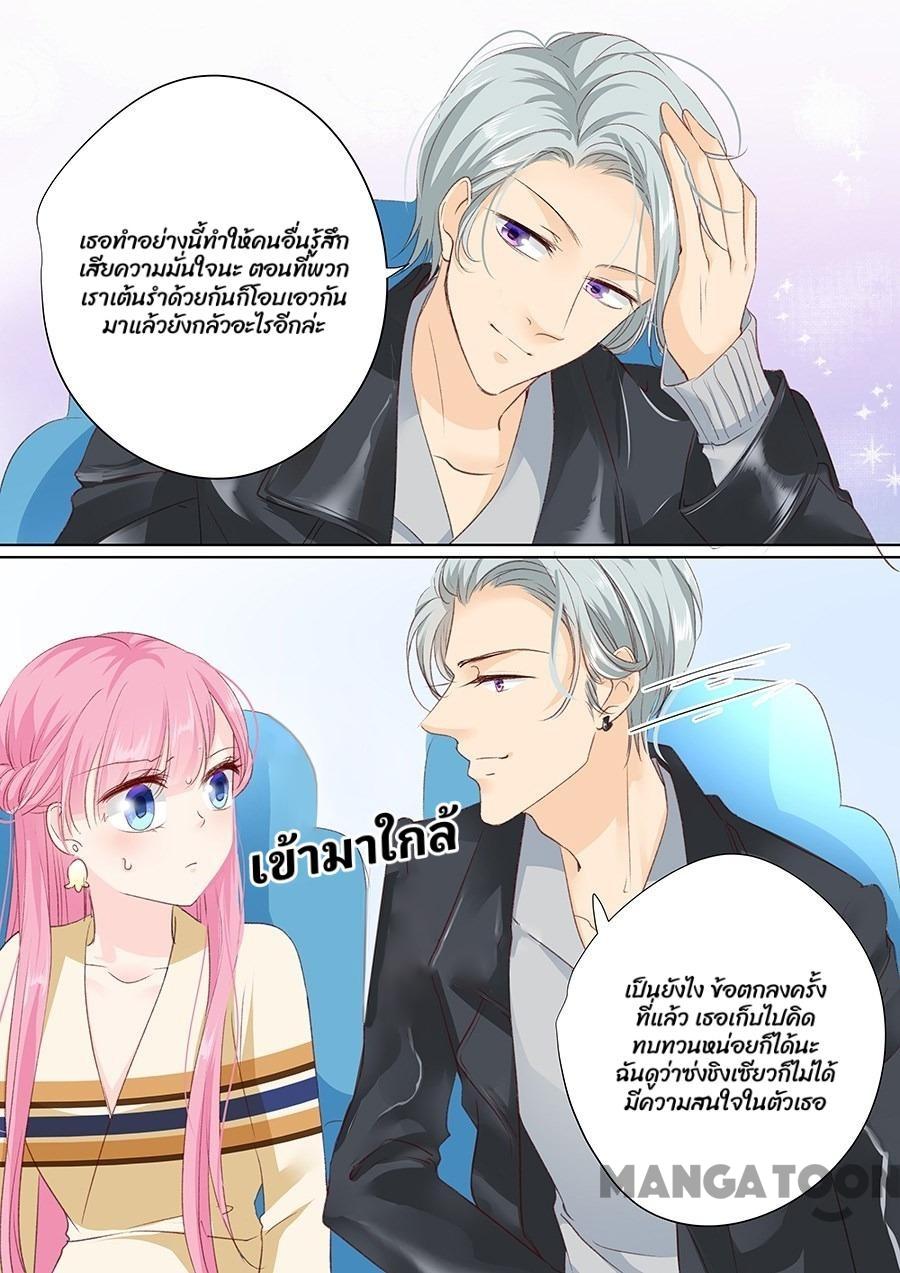 เธอทำอย่างนี้ทำให้คนอื่นรู้สึก
เสียความมั่นใจนะ ตอนที่พวก
เราเต้นรำด้วยกันก็โอบเอวกัน
มาแล้วยังกลัวอะไรอีกล่ะ
เข้ามาใกล้
เป็นยังไง ข้อตกลงครั้ง
ที่แล้ว เธอเก็บไปคิด
ทบทวนหน่อยก็ได้นะ
ฉันดูว่าซ่งชิงเซียวก็ไม่ได้
มีความสนใจในตัวเธอ
MANGATOON